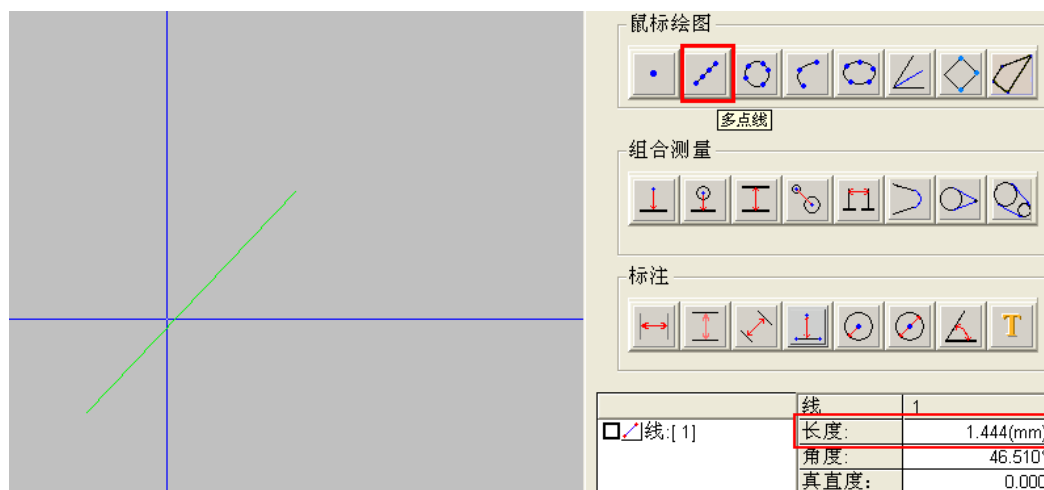 鼠标绘图
多点线
组合测量
标注
T
线 1
线:[ 1] 长度: 1.444(mm)
角度: 46.510°
真直度: 0.000